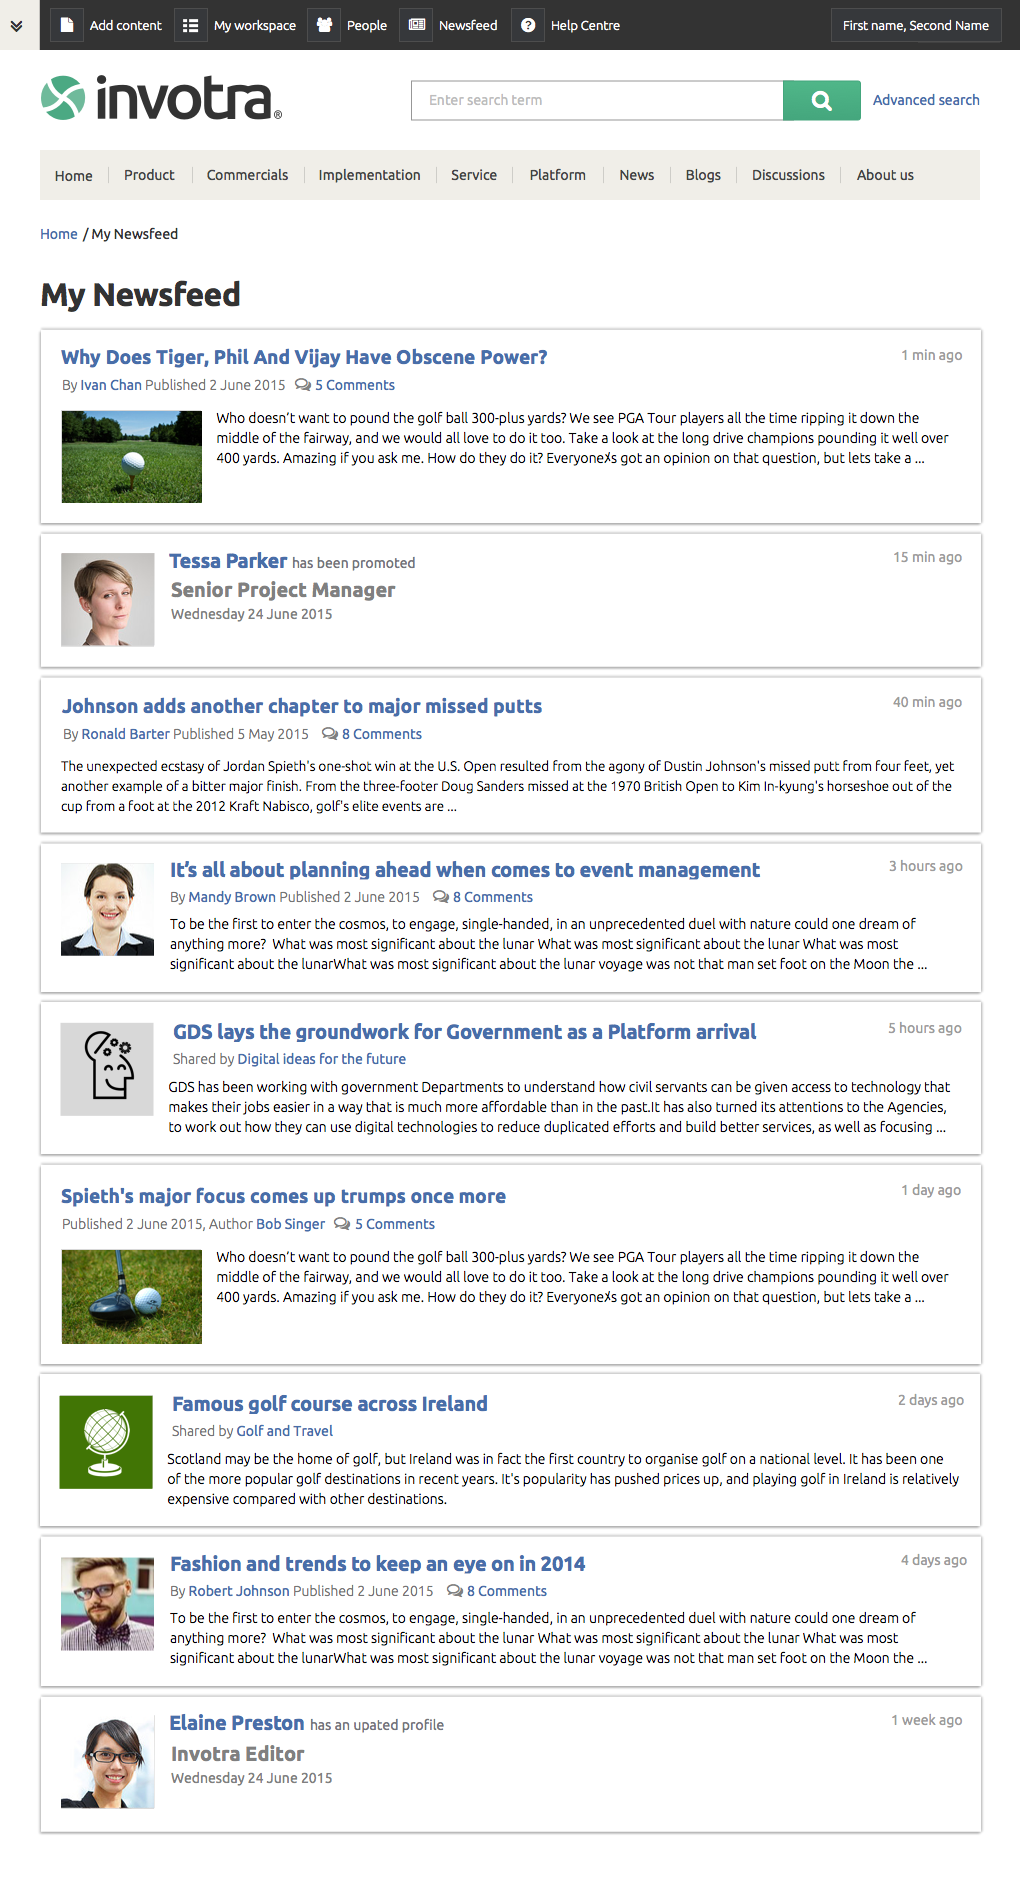 Add content My workspace People Newsfeed Help Centre First name, Second Name
invotra®
Enter search term
Advanced search
Home Product Commercials Implementation Service Platform News Blogs Discussions About us
Home / My Newsfeed
My Newsfeed
Why Does Tiger, Phil And Vijay Have Obscene Power?
1 min ago
By Ivan Chan Published 2 June 2015 5 Comments
Who doesn't want to pound the golf ball 300-plus yards? We see PGA Tour players all the time ripping it down the
middle of the fairway, and we would all love to do it too. Take a look at the long drive champions pounding it well over
400 yards. Amazing if you ask me. How do they do it? Everyone✗s got an opinion on that question, but lets take a ...
Tessa Parker has been promoted
15 min ago
Senior Project Manager
Wednesday 24 June 2015
Johnson adds another chapter to major missed putts
40 min ago
By Ronald Barter Published 5 May 2015 8 Comments
The unexpected ecstasy of Jordan Spieth's one-shot win at the U.S. Open resulted from the agony of Dustin Johnson's missed putt from four feet, yet
another example of a bitter major finish. From the three-footer Doug Sanders missed at the 1970 British Open to Kim In-kyung's horseshoe out of the
cup from a foot at the 2012 Kraft Nabisco, golf's elite events are ...
It's all about planning ahead when comes to event management
3 hours ago
By Mandy Brown Published 2 June 2015 8 Comments
To be the first to enter the cosmos, to engage, single-handed, in an unprecedented duel with nature could one dream of
anything more? What was most significant about the lunar What was most significant about the lunar What was most
significant about the lunarWhat was most significant about the lunar voyage was not that man set foot on the Moon the ...
GDS lays the groundwork for Government as a Platform arrival
5 hours ago
Shared by Digital ideas for the future
GDS has been working with government Departments to understand how civil servants can be given access to technology that
makes their jobs easier in a way that is much more affordable than in the past.It has also turned its attentions to the Agencies,
to work out how they can use digital technologies to reduce duplicated efforts and build better services, as well as focusing ...
Spieth's major focus comes up trumps once more
1 day ago
Published 2 June 2015, Author Bob Singer 5 Comments
Who doesn't want to pound the golf ball 300-plus yards? We see PGA Tour players all the time ripping it down the
middle of the fairway, and we would all love to do it too. Take a look at the long drive champions pounding it well over
400 yards. Amazing if you ask me. How do they do it? Everyone✗s got an opinion on that question, but lets take a ...
Famous golf course across Ireland
2 days ago
Shared by Golf and Travel
Scotland may be the home of golf, but Ireland was in fact the first country to organise golf on a national level. It has been one
of the more popular golf destinations in recent years. It's popularity has pushed prices up, and playing golf in Ireland is relatively
expensive compared with other destinations.
Fashion and trends to keep an eye on in 2014
4 days ago
By Robert Johnson Published 2 June 2015 8 Comments
To be the first to enter the cosmos, to engage, single-handed, in an unprecedented duel with nature could one dream of
anything more? What was most significant about the lunar What was most significant about the lunar What was most
significant about the lunarWhat was most significant about the lunar voyage was not that man set foot on the Moon the ...
Elaine Preston has an upated profile
1 week ago
Invotra Editor
Wednesday 24 June 2015